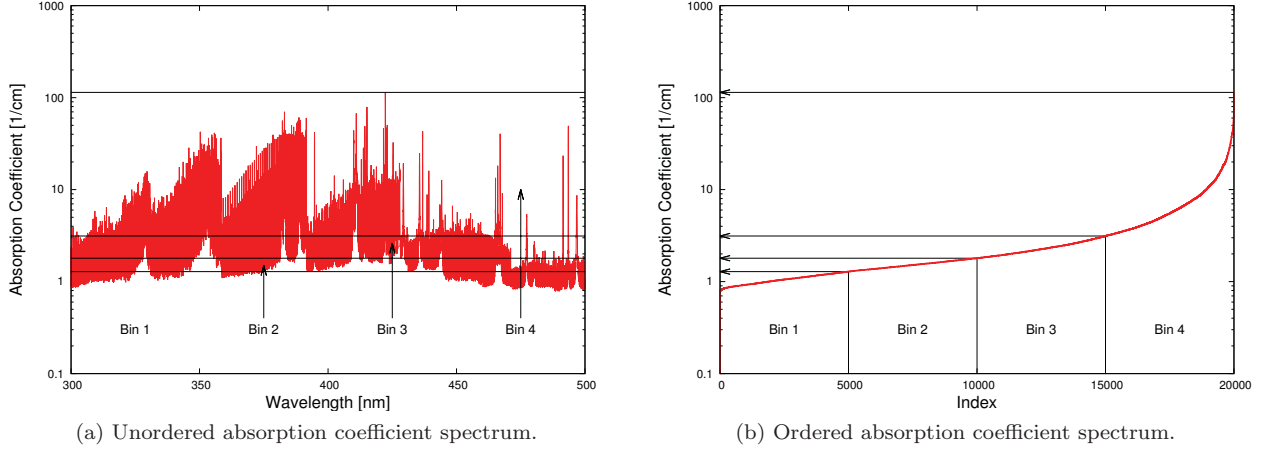 1000
100
10
1
0.1
Absorption Coefficient [1/cm]
Bin 1
Bin 2
Bin 3
Bin 4
300
350
400
450
500
Wavelength [nm]
(a) Unordered absorption coefficient spectrum.
1000
100
10
1
0.1
Absorption Coefficient [1/cm]
Bin 1
Bin 2
Bin 3
Bin 4
0
5000
10000
15000
20000
Index
(b) Ordered absorption coefficient spectrum.